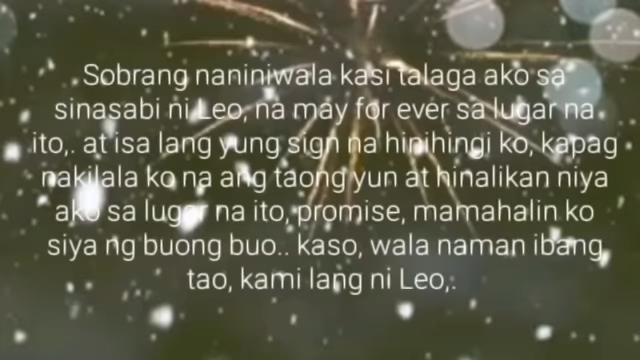 Sobrang naniniwala kasi talaga ako sa
sinasabi ni Leo, na may for ever sa lugar na
ito,. at isa lang yung sign na hinihingi ko, kapag
nakilala ko na ang taong yun at hinalikan niya
ako sa lugar na ito, promise, mamahalin ko
siya ng buong buo.. kaso, wala naman ibang
tao, kami lang ni Leo,.